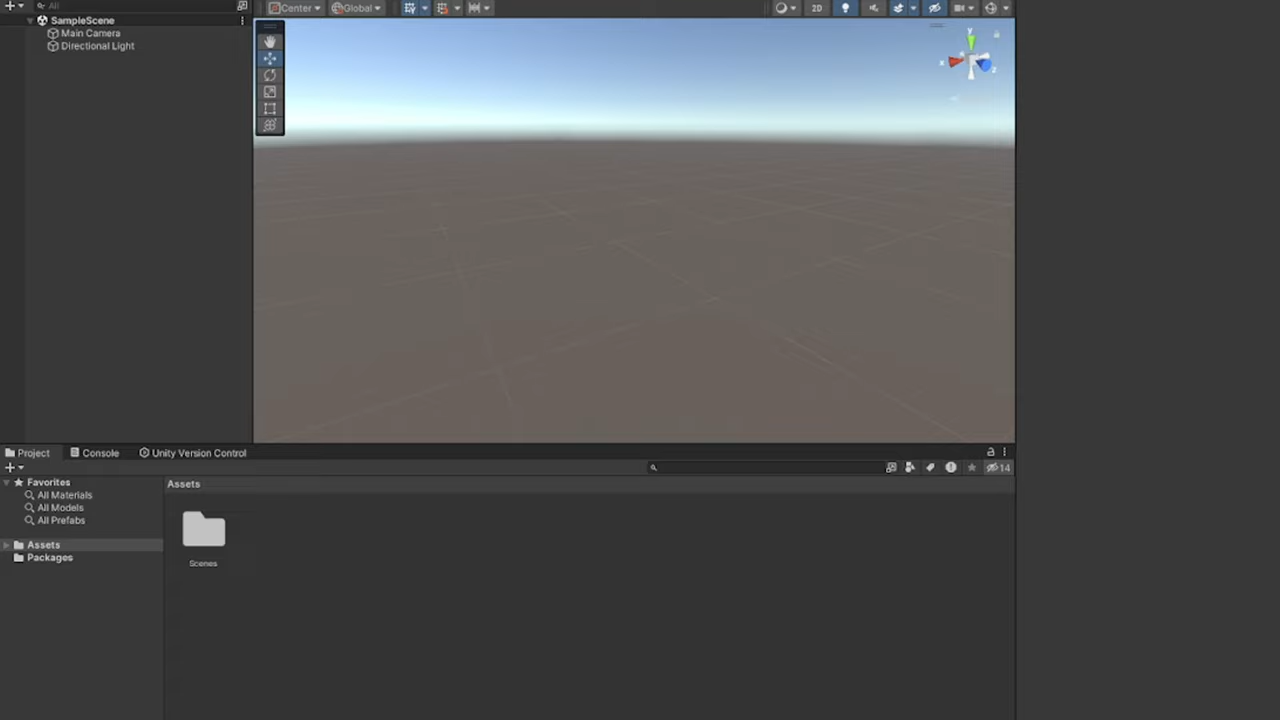 All
Center
Global
2D
SampleScene
Main Camera
Directional Light
y
x
z
Project
Console
Unity Version Control
14
Favorites
All Materials
All Models
All Prefabs
Assets
Packages
Assets
Scenes